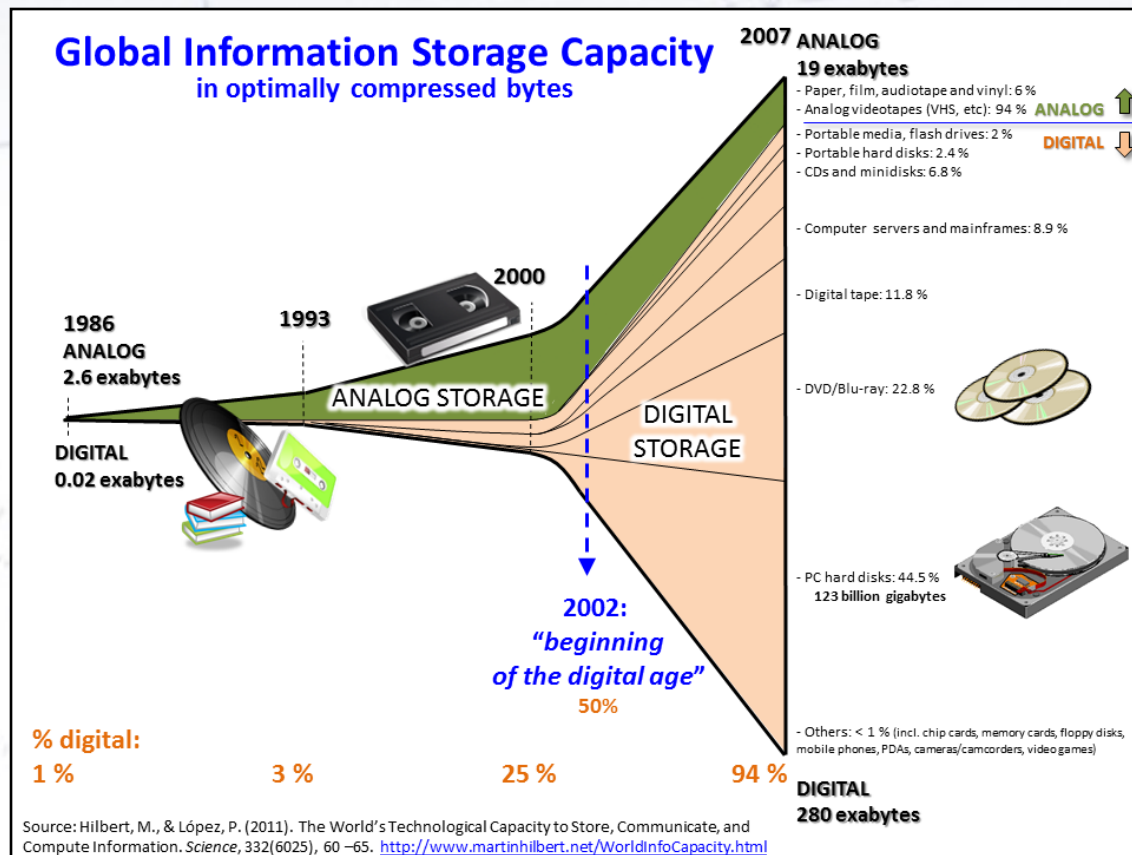 Global Information Storage Capacity
in optimally compressed bytes
2007 ANALOG
19 exabytes
- Paper, film, audiotape and vinyl: 6 %
- Analog videotapes (VHS, etc): 94 %
ANALOG
- Portable media, flash drives: 2 %
DIGITAL
- Portable hard disks: 2.4 %
- CDs and minidisks: 6.8 %
- Computer servers and mainframes: 8.9 %
- Digital tape: 11.8 %
- DVD/Blu-ray: 22.8 %
- PC hard disks: 44.5 %
123 billion gigabytes
- Others: < 1 % (incl. chip cards, memory cards, floppy disks,
mobile phones, PDAs, cameras/camcorders, video games)
DIGITAL
280 exabytes
1986
ANALOG
2.6 exabytes
DIGITAL
0.02 exabytes
1993
2000
ANALOG STORAGE
DIGITAL
STORAGE
2002:
“beginning
of the digital age”
50%
% digital:
1 %
3 %
25 %
94 %
Source: Hilbert, M., & López, P. (2011). The World’s Technological Capacity to Store, Communicate, and
Compute Information. Science, 332(6025), 60 –65. http://www.martinhilbert.net/WorldInfoCapacity.html